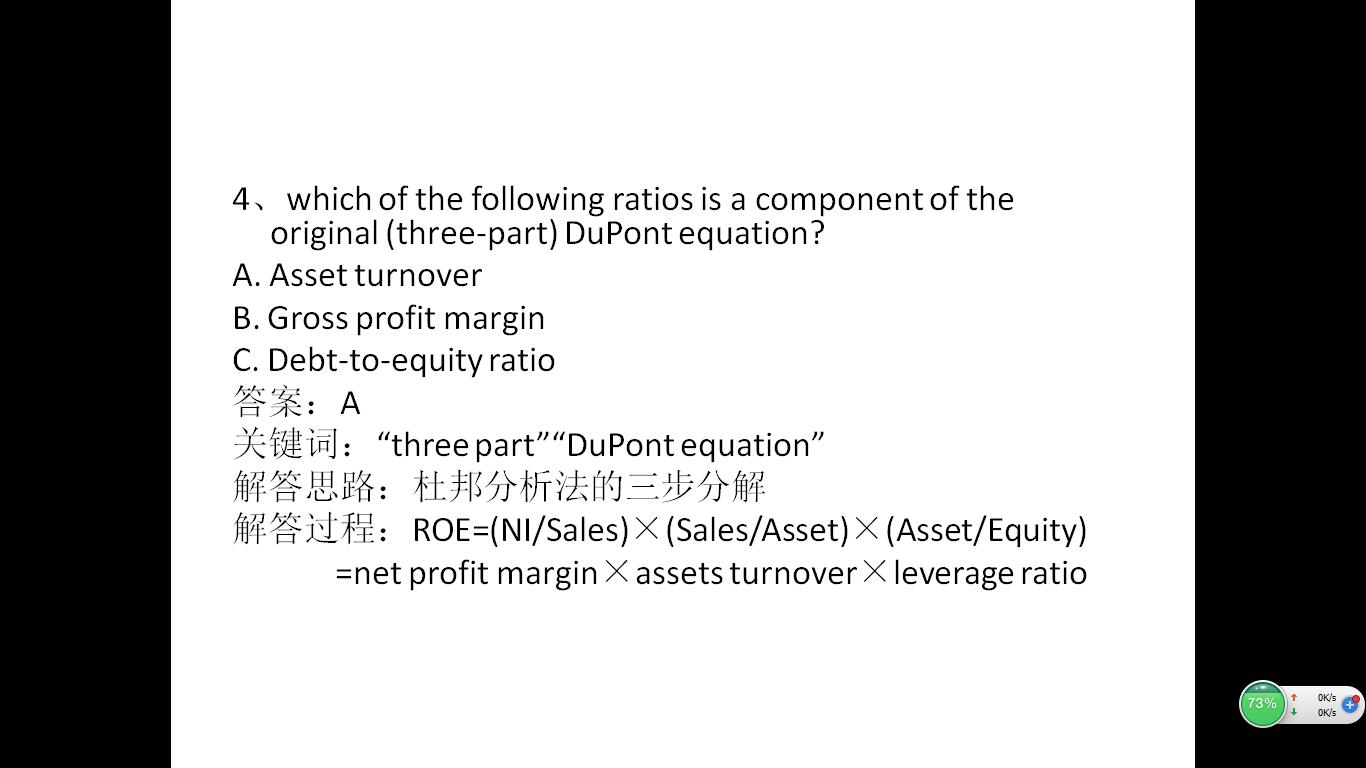 4、which of the following ratios is a component of the
original (three-part) DuPont equation?
A. Asset turnover
B. Gross profit margin
C. Debt-to-equity ratio
答案：A
关键词：“three part”“DuPont equation”
解答思路：杜邦分析法的三步分解
解答过程：ROE=(NI/Sales)×(Sales/Asset)×(Asset/Equity)
=net profit margin×assets turnover×leverage ratio
73%
0K/s
0K/s